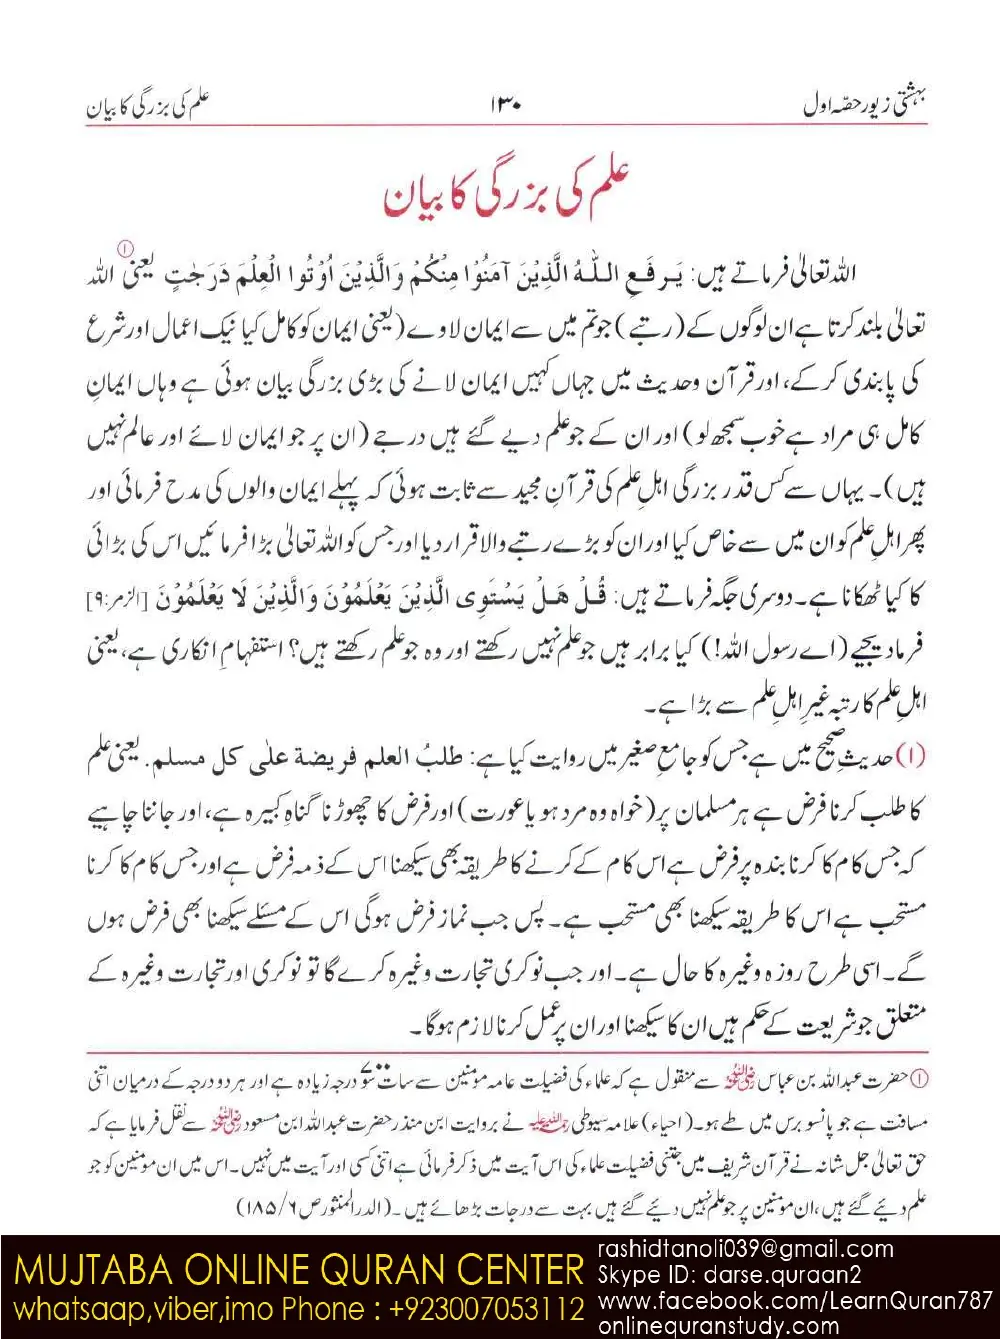 بہشتی زیور حصّہ اول ۱۳۰ علم کی بزرگی کا بیان
علم کی بزرگی کا بیان
اللہ تعالیٰ فرماتے ہیں: يَرفَعِ اللّٰهُ الَّذِيْنَ آمَنُوْا مِنْكُمْ وَالَّذِيْنَ أُوْتُوا الْعِلْمَ دَرَجٰتٍ یعنی ① اللہ
تعالیٰ بلند کرتا ہے ان لوگوں کے (رتبے) جو تم میں سے ایمان لاوے (یعنی ایمان کو کامل کیا نیک اعمال اور شرع
کی پابندی کر کے، اور قرآن وحدیث میں جہاں کہیں ایمان لانے کی بڑی بزرگی بیان ہوئی ہے وہاں ایمانِ
کامل ہی مراد ہے خوب سمجھ لو) اور ان کے جو علم دیے گئے ہیں درجے (ان پر جو ایمان لائے اور عالم نہیں
ہیں)۔ یہاں سے کس قدر بزرگی اہلِ علم کی قرآنِ مجید سے ثابت ہوئی کہ پہلے ایمان والوں کی مدح فرمائی اور
پھر اہلِ علم کو ان میں سے خاص کیا اور ان کو بڑے رتبے والا قرار دیا اور جس کو اللہ تعالیٰ بڑا فرمائیں اس کی بڑائی
کا کیا ٹھکانا ہے۔ دوسری جگہ فرماتے ہیں: قُلْ هَلْ يَسْتَوِى الَّذِيْنَ يَعْلَمُوْنَ وَالَّذِيْنَ لَا يَعْلَمُوْنَ [الزمر:۹]
فرمادیجیے (اے رسول اللہ!) کیا برابر ہیں جو علم نہیں رکھتے اور وہ جو علم رکھتے ہیں؟ استفہامِ انکاری ہے، یعنی
اہلِ علم کا رتبہ غیرِ اہلِ علم سے بڑا ہے۔
(۱) حدیثِ صحیح میں ہے جس کو جامع صغیر میں روایت کیا ہے: طلبُ العلم فريضة علىٰ كل مسلم. یعنی علم
کا طلب کرنا فرض ہے ہر مسلمان پر (خواہ وہ مرد ہو یا عورت) اور فرض کا چھوڑنا گناہِ کبیرہ ہے، اور جاننا چاہیے
کہ جس کام کا کرنا بندہ پر فرض ہے اس کام کے کرنے کا طریقہ بھی سیکھنا اس کے ذمہ فرض ہے اور جس کام کا کرنا
مستحب ہے اس کا طریقہ سیکھنا بھی مستحب ہے۔ پس جب نماز فرض ہوگی اس کے مسئلے سیکھنا بھی فرض ہوں
گے۔ اسی طرح روزہ وغیرہ کا حال ہے۔ اور جب نوکری تجارت وغیرہ کرے گا تو نوکری اور تجارت وغیرہ کے
متعلق جو شریعت کے حکم ہیں ان کا سیکھنا اور ان پر عمل کرنا لازم ہوگا۔
① حضرت عبداللہ بن عباس رضی اللہ عنہ سے منقول ہے کہ علماء کی فضیلت عامہ مؤمنین سے سات سو ۷۰۰ درجہ زیادہ ہے اور ہر دو درجہ کے درمیان اتنی
مسافت ہے جو پانسو برس میں طے ہو۔ (احیاء) علامہ سیوطی رحمۃ اللہ علیہ نے بروایت ابن منذر حضرت عبداللہ ابن مسعود رضی اللہ عنہ سے نقل فرمایا ہے کہ
حق تعالیٰ جل شانہ نے قرآن شریف میں جتنی فضیلت علماء کی اس آیت میں ذکر فرمائی ہے اتنی کسی اور آیت میں نہیں۔ اس میں ان مؤمنین کو جو
علم دیئے گئے ہیں، ان مؤمنین پر جو علم نہیں دیئے گئے ہیں بہت سے درجات بڑھائے ہیں۔ (الدر المنثور ص ۶/۱۸۵)
MUJTABA ONLINE QURAN CENTER
whatsaap,viber,imo Phone : +923007053112
rashidtanoli039@gmail.com
Skype ID: darse.quraan2
www.facebook.com/LearnQuran787
onlinequranstudy.com